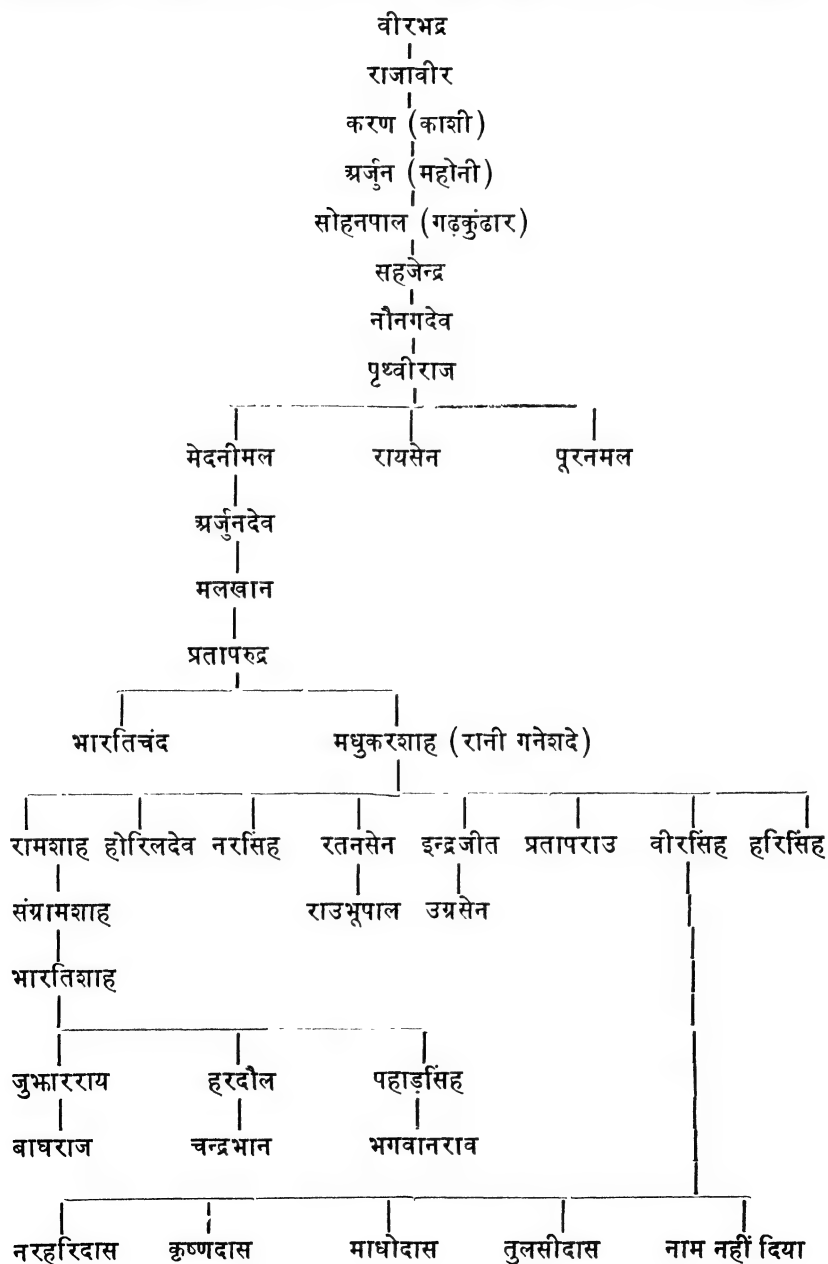 वीरभद्र
राजावीर
करण (काशी)
अर्जुन (महोनी)
सोहनपाल (गढ़कुंढार)
सहजेन्द्र
नौनगदेव
पृथ्वीराज
मेदनीमल रायसेन पूरनमल
अर्जुनदेव
मलखान
प्रतापरुद्र
भारतिचंद मधुकरशाह (रानी गनेशदे)
रामशाह होरिलदेव नरसिंह रतनसेन इन्द्रजीत प्रतापराउ वीरसिंह हरिसिंह
संग्रामशाह राउभूपाल उग्रसेन
भारतिशाह
जुझारराय हरदौल पहाड़सिंह
बाघराज चन्द्रभान भगवानराव
नरहरिदास कृष्णदास माधोदास तुलसीदास नाम नहीं दिया